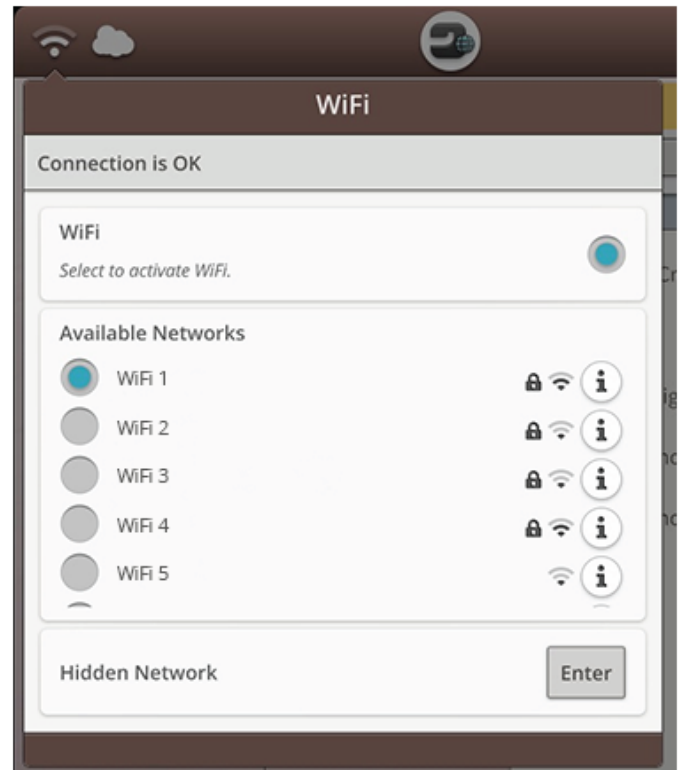 WiFi
Connection is OK
WiFi
Select to activate WiFi.
Available Networks
WiFi 1
WiFi 2
WiFi 3
WiFi 4
WiFi 5
Hidden Network
Enter